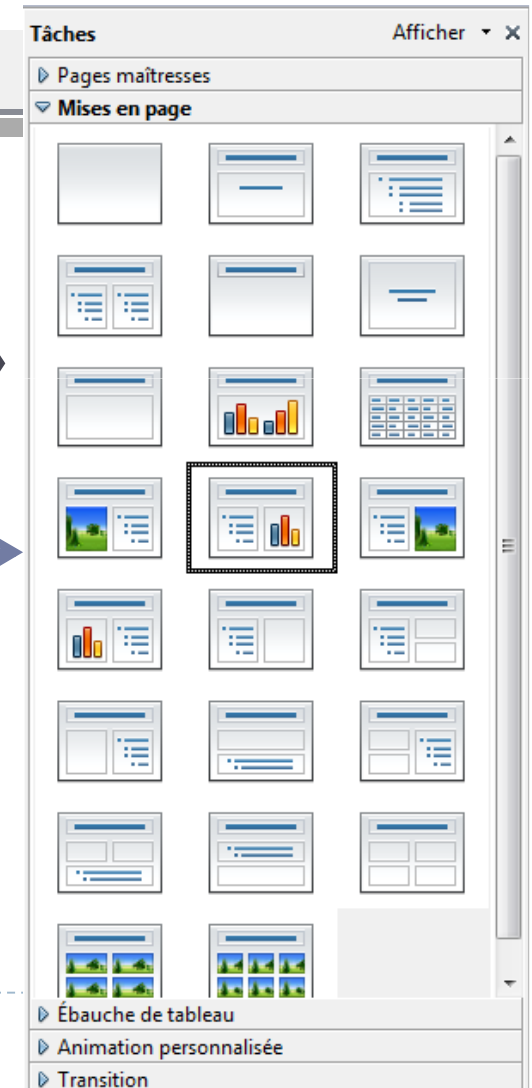 Tâches Afficher
Pages maîtresses
Mises en page
Ébauche de tableau
Animation personnalisée
Transition